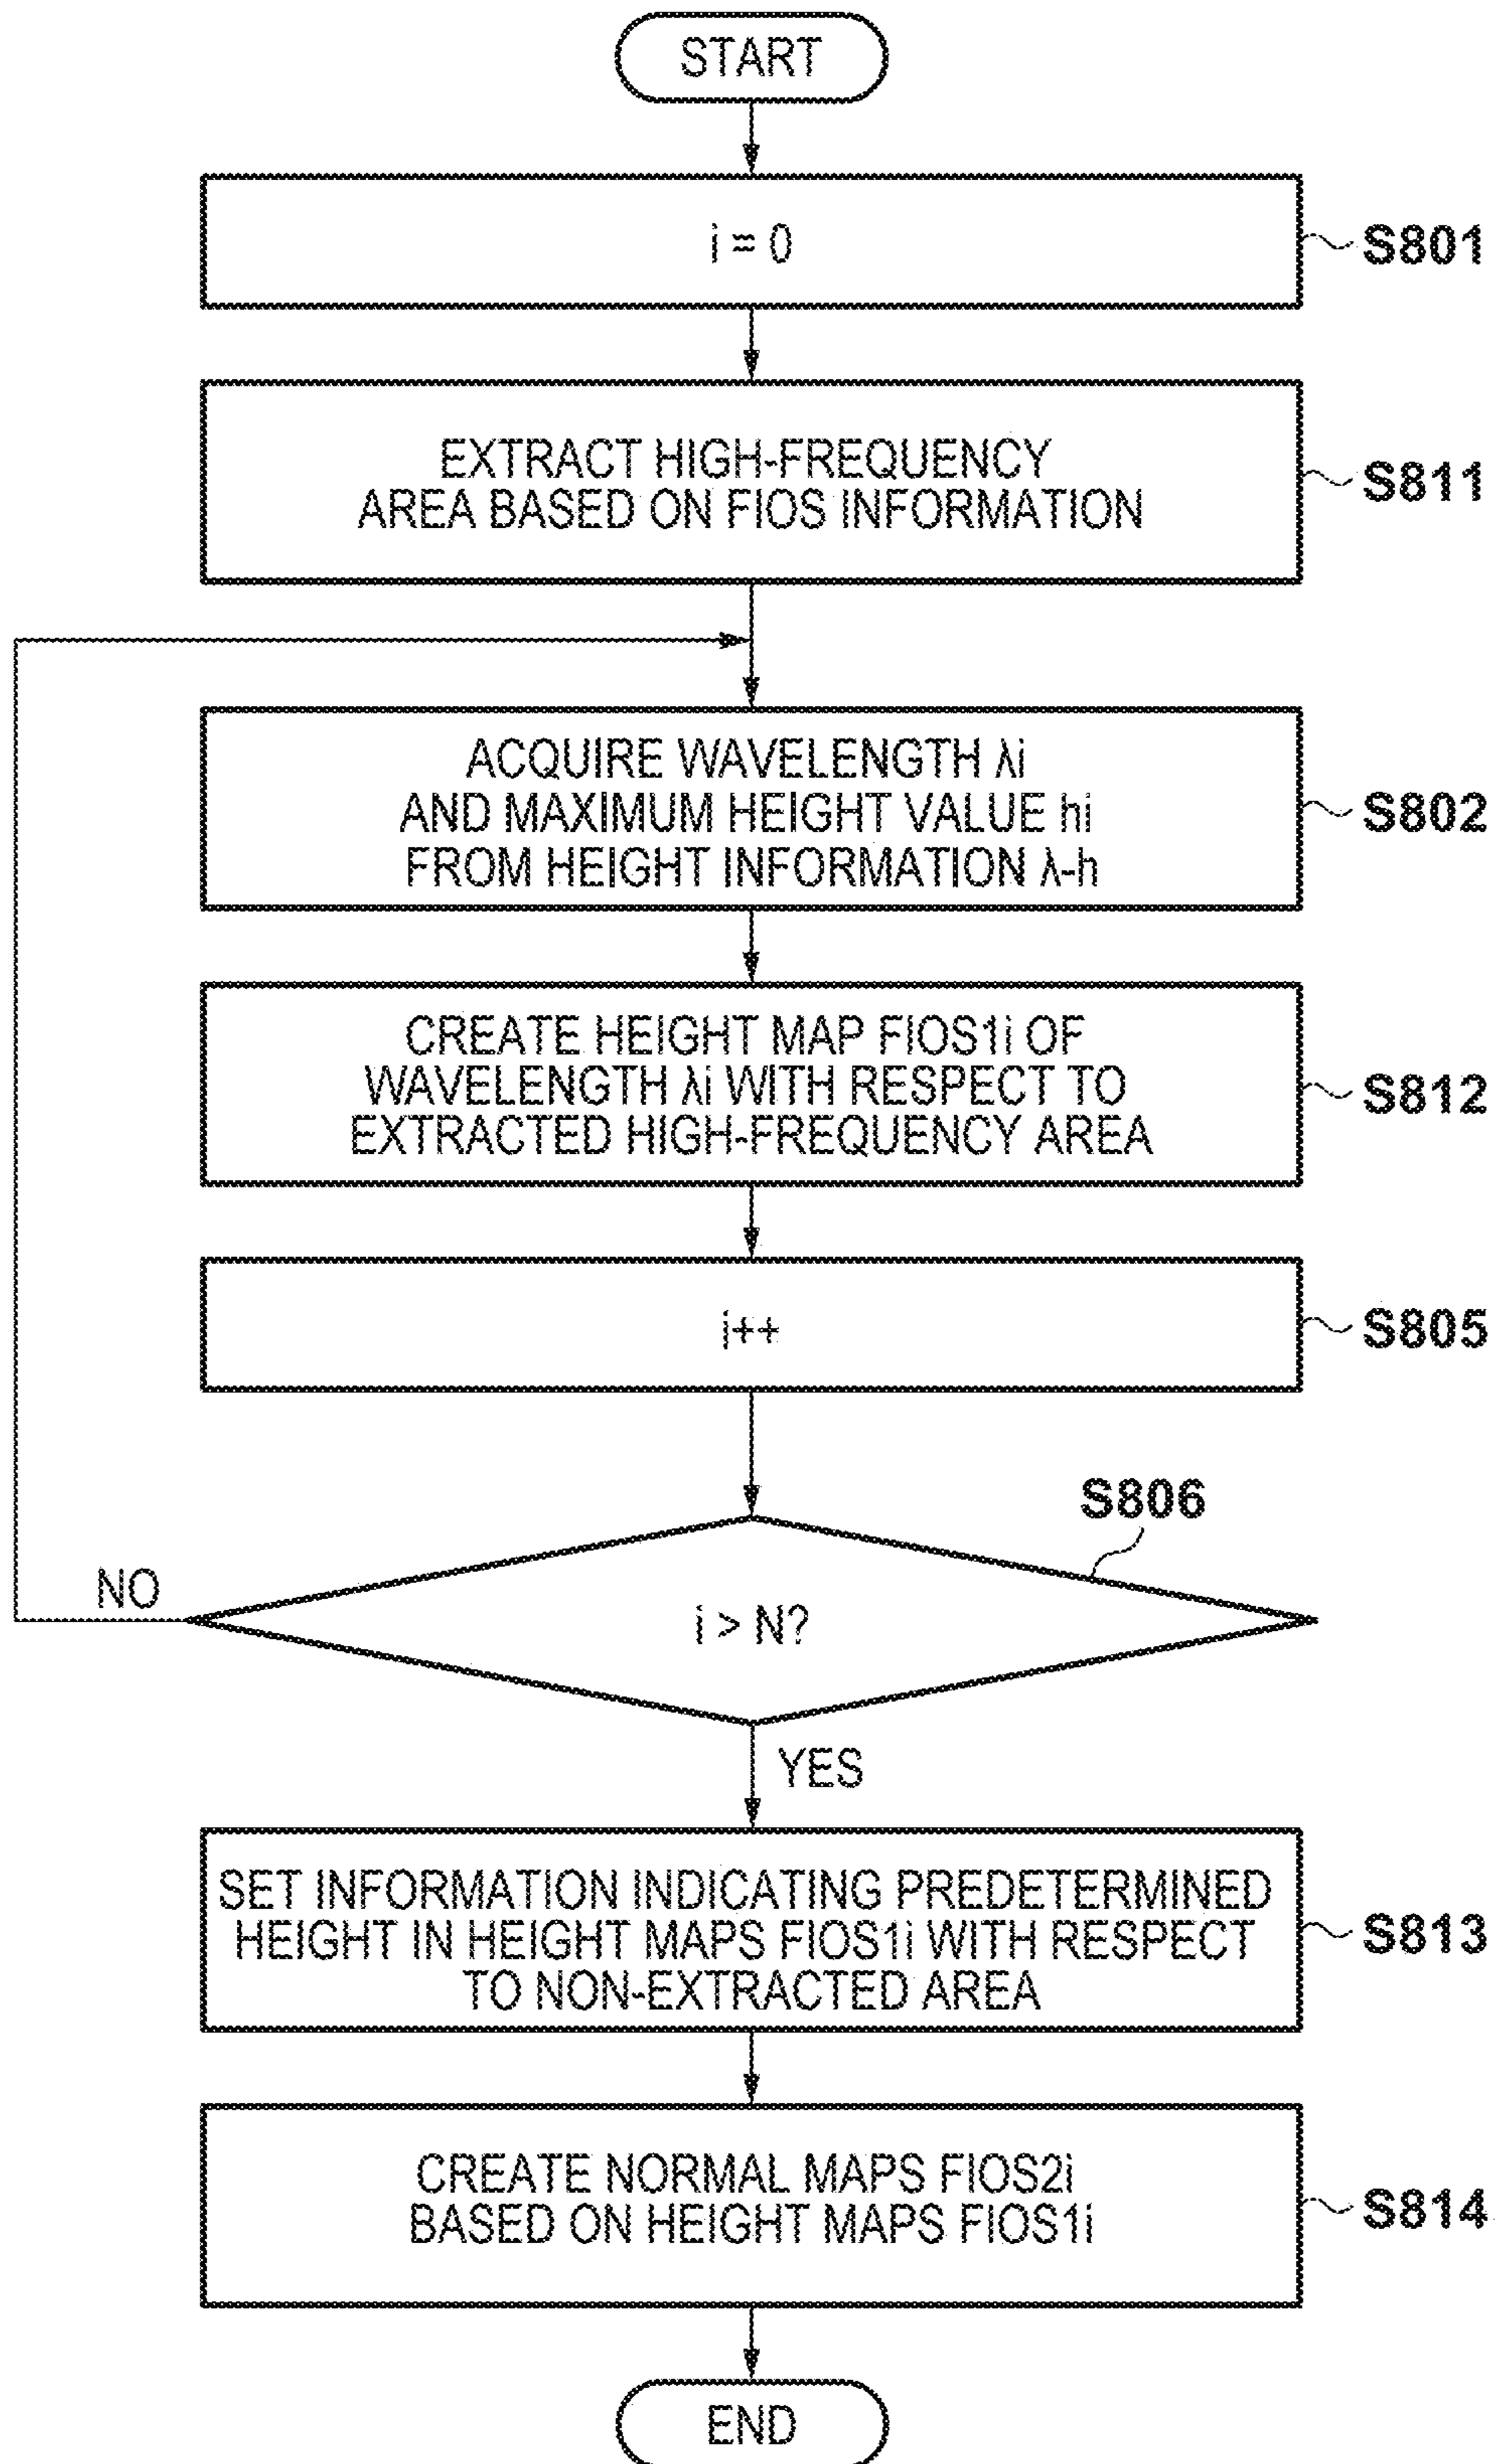 START
i = 0
S801
EXTRACT HIGH-FREQUENCY
AREA BASED ON FIOS INFORMATION
S811
ACQUIRE WAVELENGTH λi
AND MAXIMUM HEIGHT VALUE hi
FROM HEIGHT INFORMATION λ-h
S802
CREATE HEIGHT MAP FIOS1i OF
WAVELENGTH λi WITH RESPECT TO
EXTRACTED HIGH-FREQUENCY AREA
S812
i++
S805
S806
NO
i > N?
YES
SET INFORMATION INDICATING PREDETERMINED
HEIGHT IN HEIGHT MAPS FIOS1i WITH RESPECT
TO NON-EXTRACTED AREA
S813
CREATE NORMAL MAPS FIOS2i
BASED ON HEIGHT MAPS FIOS1i
S814
END